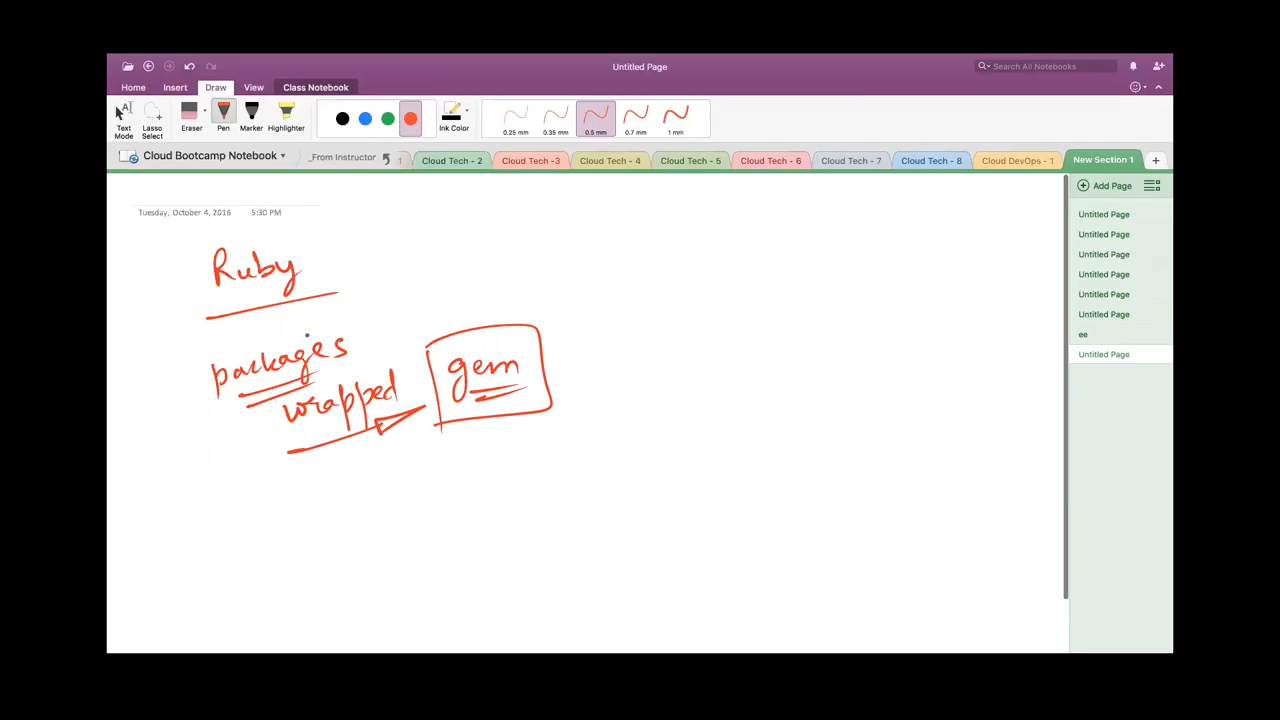 Untitled Page
Search All Notebooks
Home Insert Draw View Class Notebook
Text Mode
Lasso Select
Eraser
Pen
Marker
Highlighter
Ink Color
0.25 mm 0.35 mm 0.5 mm 0.7 mm 1 mm
Cloud Bootcamp Notebook
_From Instructor
1
Cloud Tech - 2
Cloud Tech -3
Cloud Tech - 4
Cloud Tech - 5
Cloud Tech - 6
Cloud Tech - 7
Cloud Tech - 8
Cloud DevOps - 1
New Section 1
Add Page
Tuesday, October 4, 2016 5:30 PM
Ruby
packages
wrapped
gem
Untitled Page
Untitled Page
Untitled Page
Untitled Page
Untitled Page
Untitled Page
ee
Untitled Page